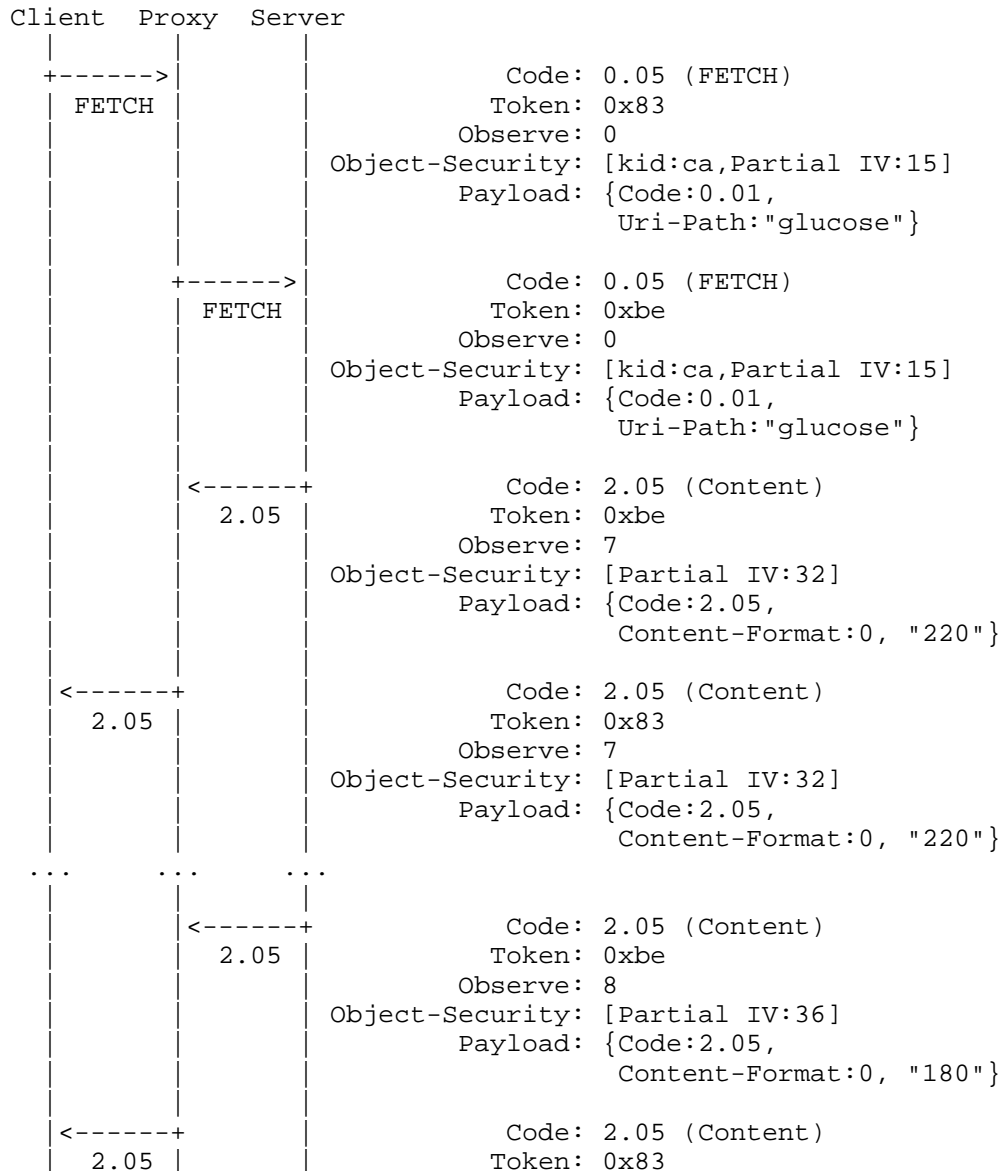 Client  Proxy  Server
  |       |       |
  +------>|       |            Code: 0.05 (FETCH)
  | FETCH |       |           Token: 0x83
  |       |       |         Observe: 0
  |       |       | Object-Security: [kid:ca,Partial IV:15]
  |       |       |         Payload: {Code:0.01,
  |       |       |                   Uri-Path:"glucose"}
  |       |       |
  |       +------>|            Code: 0.05 (FETCH)
  |       | FETCH |           Token: 0xbe
  |       |       |         Observe: 0
  |       |       | Object-Security: [kid:ca,Partial IV:15]
  |       |       |         Payload: {Code:0.01,
  |       |       |                   Uri-Path:"glucose"}
  |       |       |
  |       |<------+            Code: 2.05 (Content)
  |       |  2.05 |           Token: 0xbe
  |       |       |         Observe: 7
  |       |       | Object-Security: [Partial IV:32]
  |       |       |         Payload: {Code:2.05,
  |       |       |                   Content-Format:0, "220"}
  |       |       |
  |<------+       |            Code: 2.05 (Content)
  |  2.05 |       |           Token: 0x83
  |       |       |         Observe: 7
  |       |       | Object-Security: [Partial IV:32]
  |       |       |         Payload: {Code:2.05,
  |       |       |                   Content-Format:0, "220"}
 ...     ...     ...
  |       |       |
  |       |<------+            Code: 2.05 (Content)
  |       |  2.05 |           Token: 0xbe
  |       |       |         Observe: 8
  |       |       | Object-Security: [Partial IV:36]
  |       |       |         Payload: {Code:2.05,
  |       |       |                   Content-Format:0, "180"}
  |       |       |
  |<------+       |            Code: 2.05 (Content)
  |  2.05 |       |           Token: 0x83